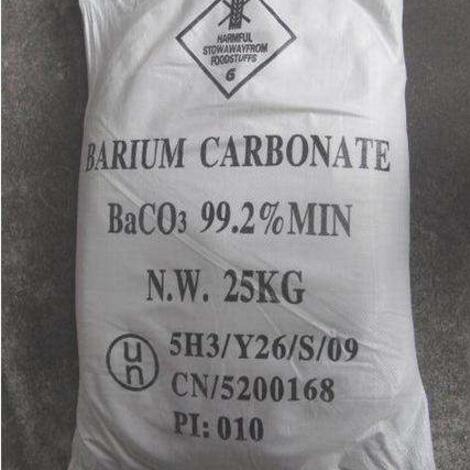 HARMFUL
STOWAWAYFROM
FOODSTUFFS
6
BARIUM CARBONATE
BaCO₃ 99.2%MIN
N.W. 25KG
un 5H3/Y26/S/09
CN/5200168
PI: 010